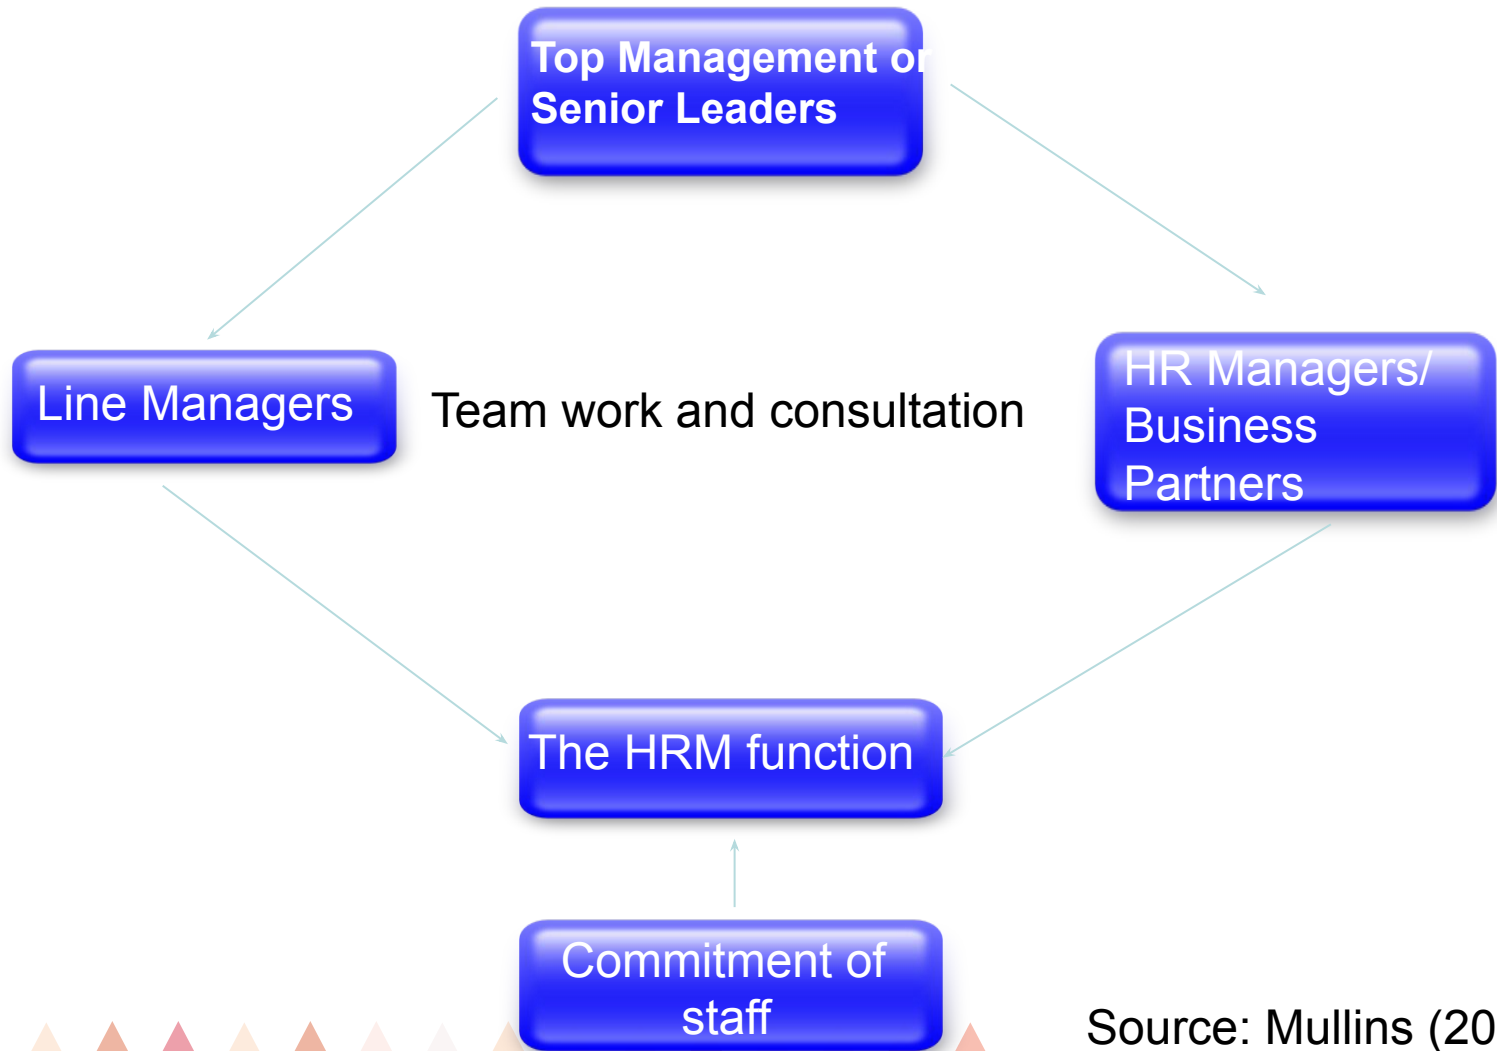 Top Management or
Senior Leaders
Line Managers
Team work and consultation
HR Managers/
Business
Partners
The HRM function
Commitment of
staff
Source: Mullins (20